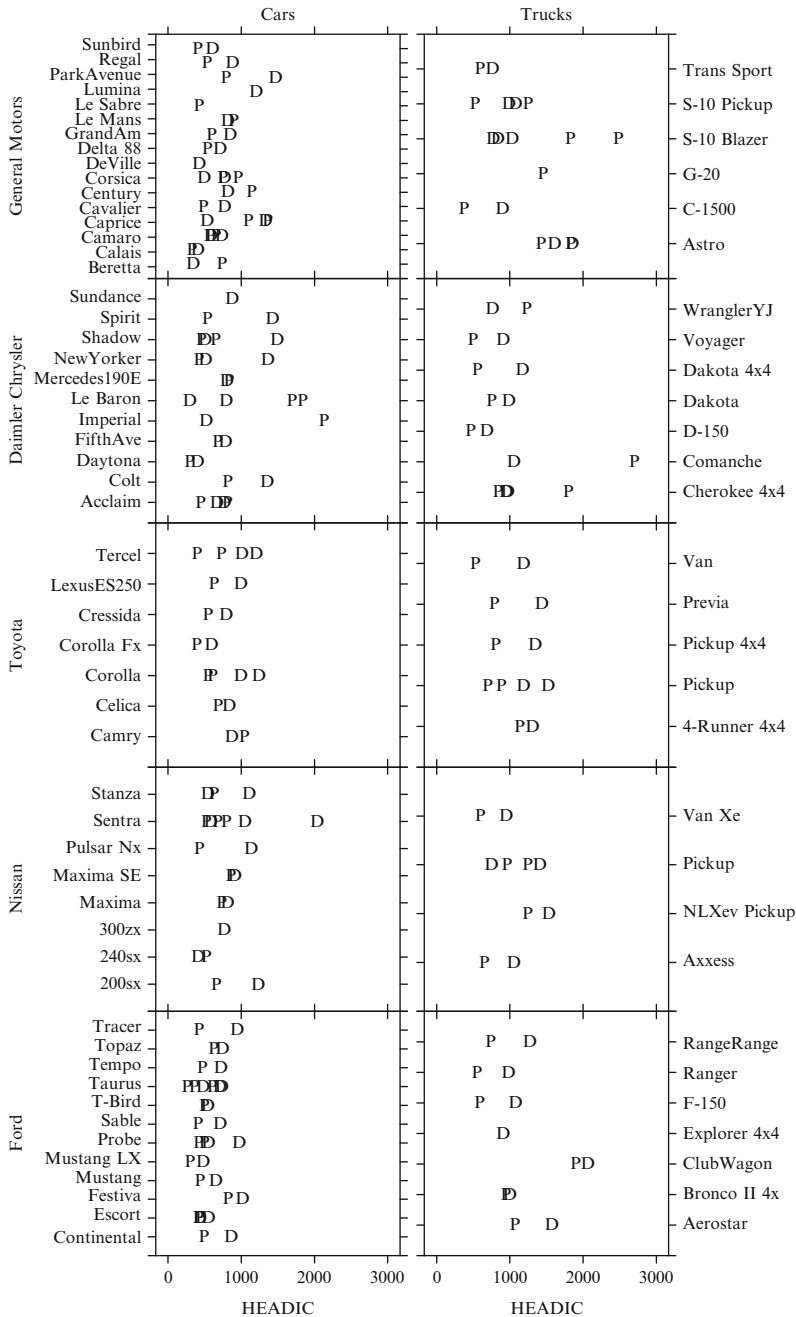 Cars Trucks
General Motors
Sunbird P D
Regal P D
ParkAvenue P P
Lumina D
Le Sabre P
Le Mans D P
GrandAm P D
Delta 88 P D
DeVille D
Corsica D P D P
Century D P
Cavalier P D
Caprice D P D P
Camaro P D P D
Calais P D
Beretta D P
Trans Sport P D
S-10 Pickup P D D P
S-10 Blazer P D D P P
G-20 P
C-1500 P D
Astro P D P D
Daimler Chrysler
Sundance D
Spirit P D
Shadow P D P D
NewYorker P D D
Mercedes190E D P
Le Baron D D P P
Imperial D P
FifthAve P D
Daytona P D
Colt P D
Acclaim P D D P
WranglerYJ D P
Voyager P D
Dakota 4x4 P D
Dakota P D
D-150 P D
Comanche D P
Cherokee 4x4 P P D P
Toyota
Tercel P P D D
LexusES250 P D
Cressida P D
Corolla Fx P D
Corolla P P D D
Celica P D
Camry D P
Van P D
Previa P D
Pickup 4x4 P D
Pickup P P D D
4-Runner 4x4 P D
Nissan
Stanza D P D
Sentra P D P P D D
Pulsar Nx P D
Maxima SE P D
Maxima P D
300zx D
240sx D P
200sx P D
Van Xe P D
Pickup D P P D
NLXev Pickup P D
Axxess P D
Ford
Tracer P D
Topaz P D
Tempo P D
Taurus P P D P D
T-Bird P D
Sable P D
Probe P P D D
Mustang LX P D
Mustang P D
Festiva P D
Escort P D D
Continental P D
RangeRange P D
Ranger P D
F-150 P D
Explorer 4x4 D
ClubWagon P D
Bronco II 4x P D
Aerostar P D
0 1000 2000 3000 0 1000 2000 3000
HEADIC HEADIC